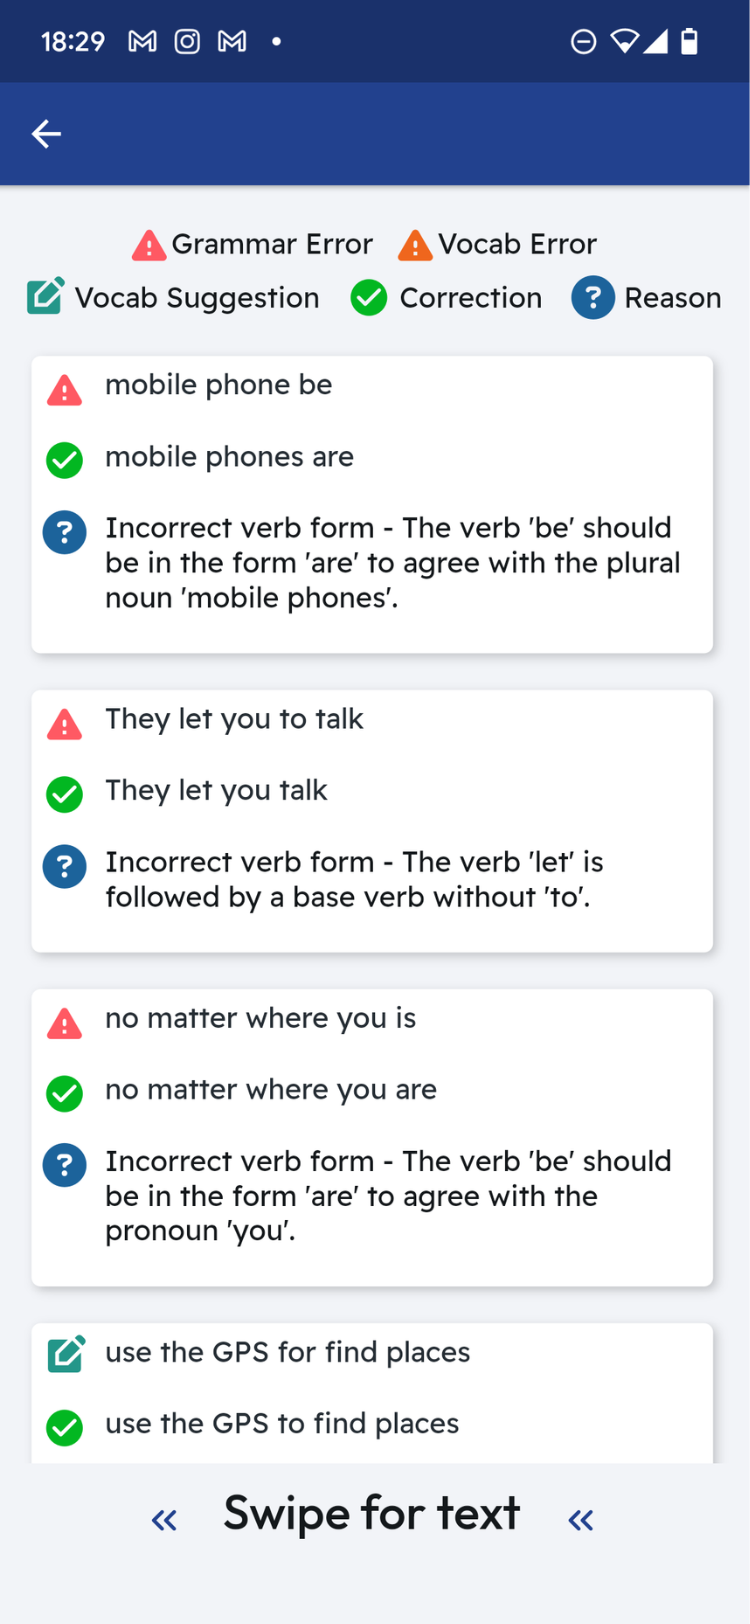 18:29
Grammar Error Vocab Error
Vocab Suggestion Correction Reason
mobile phone be
mobile phones are
Incorrect verb form - The verb 'be' should
be in the form 'are' to agree with the plural
noun 'mobile phones'.
They let you to talk
They let you talk
Incorrect verb form - The verb 'let' is
followed by a base verb without 'to'.
no matter where you is
no matter where you are
Incorrect verb form - The verb 'be' should
be in the form 'are' to agree with the
pronoun 'you'.
use the GPS for find places
use the GPS to find places
Swipe for text